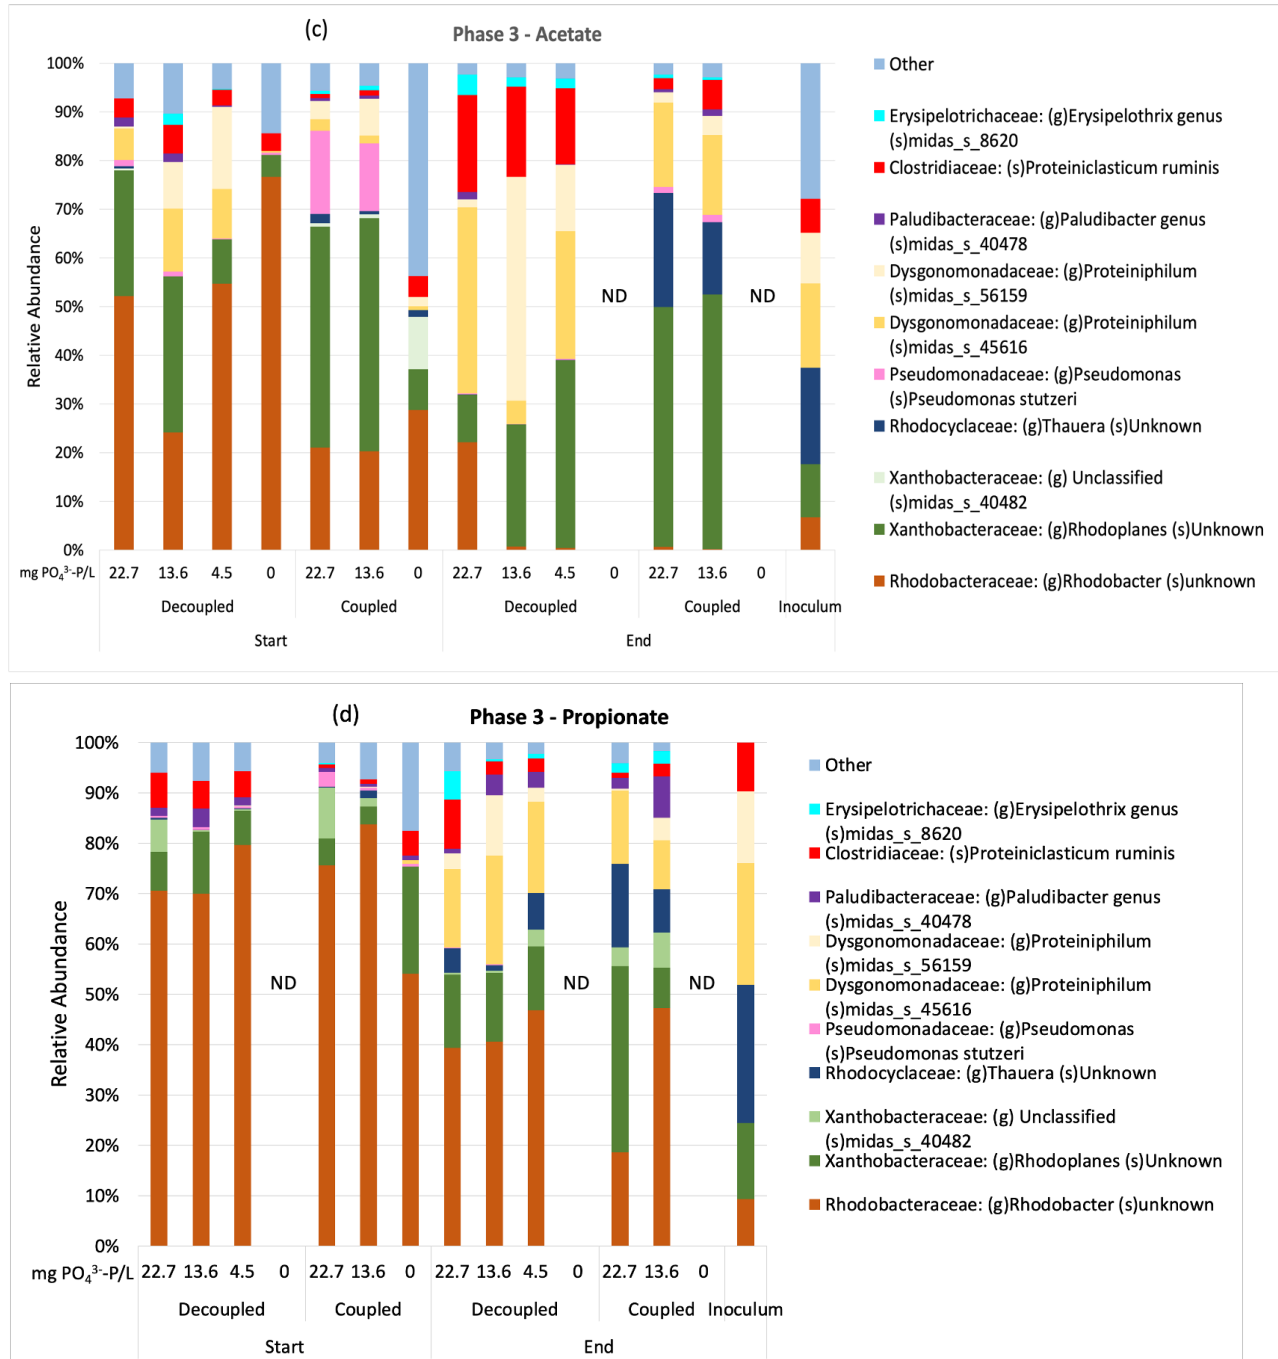 (c)
Phase 3 - Acetate
100%
90%
80%
70%
60%
50%
40%
30%
20%
10%
0%
Relative Abundance
ND
ND
mg PO₄³⁻-P/L
22.7 13.6 4.5 0 22.7 13.6 0 22.7 13.6 4.5 0 22.7 13.6 0
Decoupled Coupled Decoupled Coupled Inoculum
Start End
Other
Erysipelotrichaceae: (g)Erysipelothrix genus
(s)midas_s_8620
Clostridiaceae: (s)Proteiniclasticum ruminis
Paludibacteraceae: (g)Paludibacter genus
(s)midas_s_40478
Dysgonomonadaceae: (g)Proteiniphilum
(s)midas_s_56159
Dysgonomonadaceae: (g)Proteiniphilum
(s)midas_s_45616
Pseudomonadaceae: (g)Pseudomonas
(s)Pseudomonas stutzeri
Rhodocyclaceae: (g)Thauera (s)Unknown
Xanthobacteraceae: (g) Unclassified
(s)midas_s_40482
Xanthobacteraceae: (g)Rhodoplanes (s)Unknown
Rhodobacteraceae: (g)Rhodobacter (s)unknown
(d)
Phase 3 - Propionate
100%
90%
80%
70%
60%
50%
40%
30%
20%
10%
0%
Relative Abundance
ND
ND
ND
mg PO₄³⁻-P/L
22.7 13.6 4.5 0 22.7 13.6 0 22.7 13.6 4.5 0 22.7 13.6 0
Decoupled Coupled Decoupled Coupled Inoculum
Start End
Other
Erysipelotrichaceae: (g)Erysipelothrix genus
(s)midas_s_8620
Clostridiaceae: (s)Proteiniclasticum ruminis
Paludibacteraceae: (g)Paludibacter genus
(s)midas_s_40478
Dysgonomonadaceae: (g)Proteiniphilum
(s)midas_s_56159
Dysgonomonadaceae: (g)Proteiniphilum
(s)midas_s_45616
Pseudomonadaceae: (g)Pseudomonas
(s)Pseudomonas stutzeri
Rhodocyclaceae: (g)Thauera (s)Unknown
Xanthobacteraceae: (g) Unclassified
(s)midas_s_40482
Xanthobacteraceae: (g)Rhodoplanes (s)Unknown
Rhodobacteraceae: (g)Rhodobacter (s)unknown